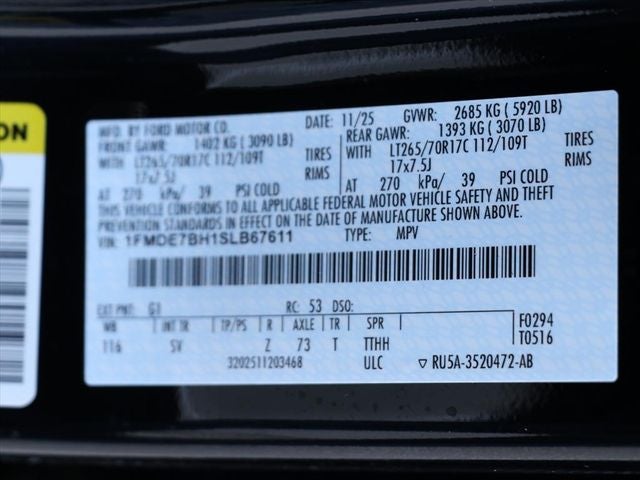 ON
MFD. BY FORD MOTOR CO.
DATE: 11/25
GVWR: 2685 KG ( 5920 LB)
FRONT GAWR: 1402 KG ( 3090 LB)
REAR GAWR: 1393 KG ( 3070 LB)
WITH LT265/70R17C 112/109T TIRES
WITH LT265/70R17C 112/109T TIRES
17x7.5J RIMS
17x7.5J RIMS
AT 270 kPa/ 39 PSI COLD
AT 270 kPa/ 39 PSI COLD
THIS VEHICLE CONFORMS TO ALL APPLICABLE FEDERAL MOTOR VEHICLE SAFETY AND THEFT
PREVENTION STANDARDS IN EFFECT ON THE DATE OF MANUFACTURE SHOWN ABOVE.
VIN: 1FMDE7BH1SLB67611 TYPE: MPV
EXT PNT: G1 RC: 53 DSO:
WB INT TR TP/PS R AXLE TR SPR
116 SV Z 73 T TTHH
F0294
T0516
3202511203468 ULC ▽ RU5A-3520472-AB